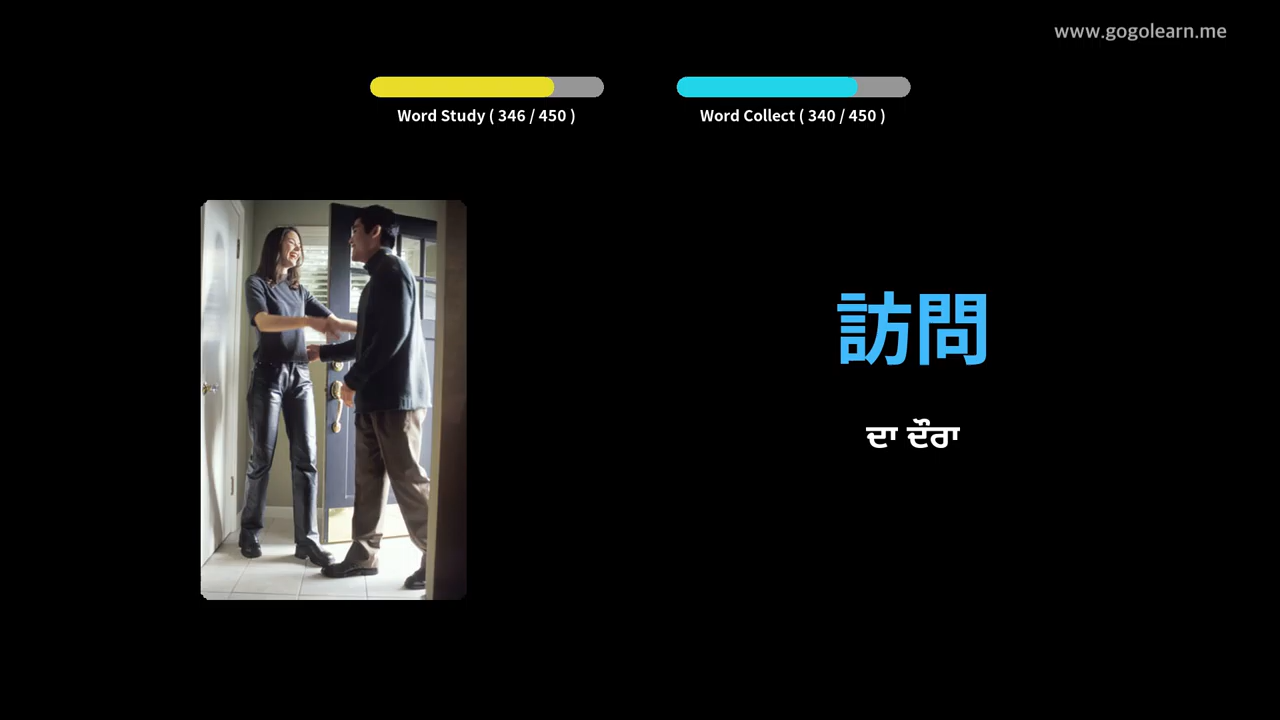 www.gogolearn.me
Word Study ( 346 / 450 )
Word Collect ( 340 / 450 )
訪問
ਦਾ ਦੌਰਾ